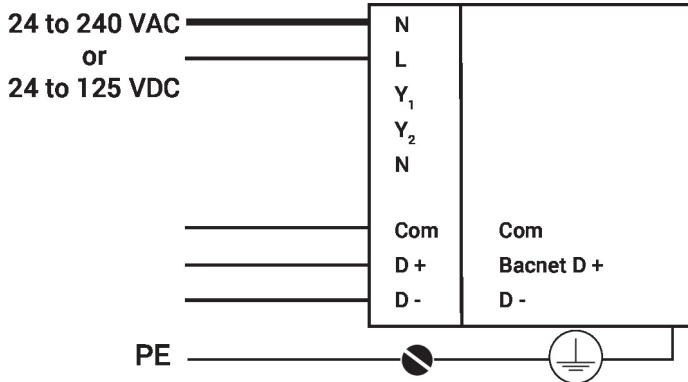 24 to 240 VAC
or
24 to 125 VDC
N
L
Y1
Y2
N
Com Com
D + Bacnet D +
D - D -
PE